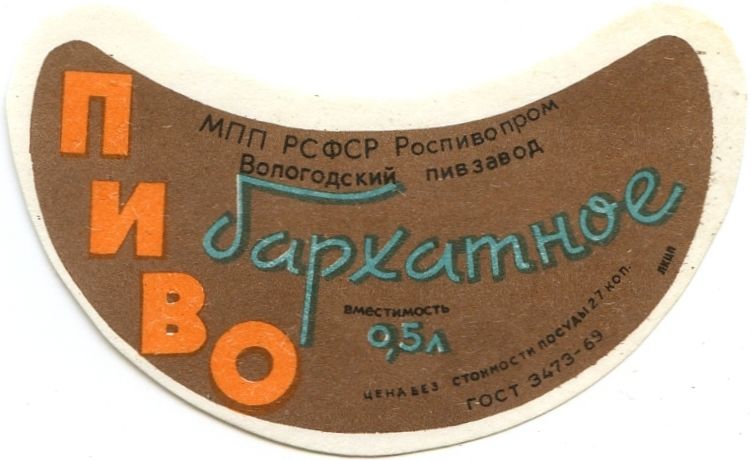 ПИВО
МПП РСФСР Роспивопром
Вологодский пивзавод
Бархатное
вместимость
0,5л
ЦЕНА БЕЗ СТОИМОСТИ ПОСУДЫ 27 КОП.
ГОСТ 3473-69
ЛКЦП